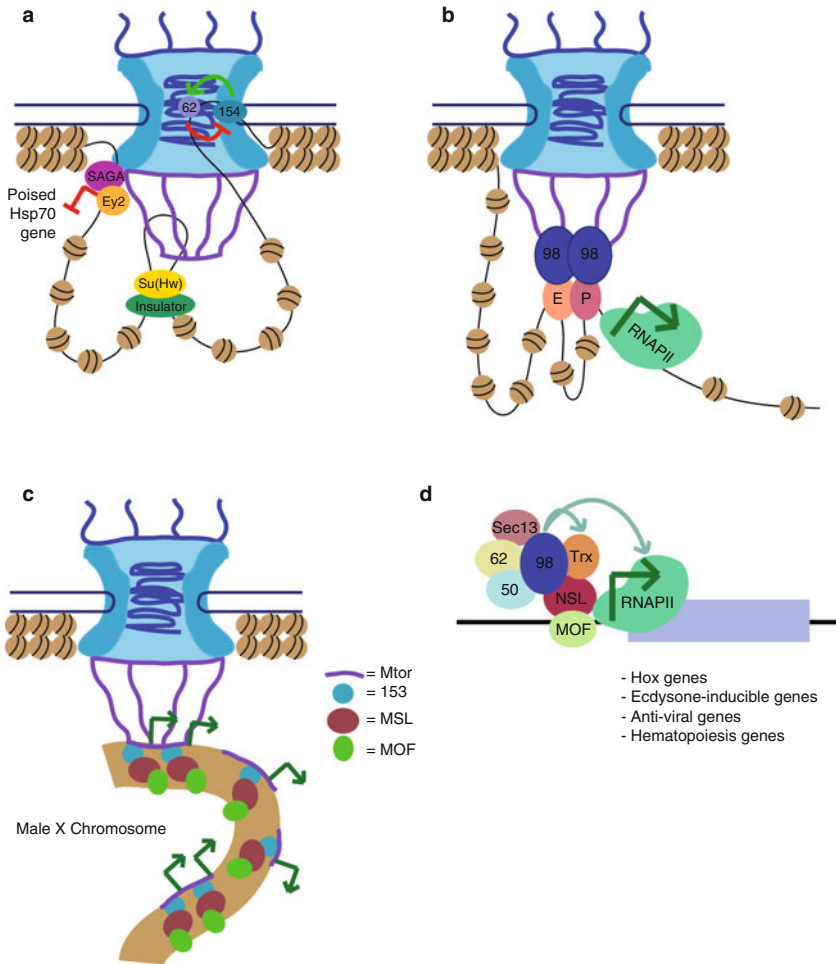 a
62
154
SAGA
Ey2
Poised
Hsp70
gene
Su(Hw)
Insulator
b
98 98
E P
RNAPII
c
= Mtor
= 153
= MSL
= MOF
Male X Chromosome
d
Sec13
62
98
Trx
50
NSL
RNAPII
MOF
- Hox genes
- Ecdysone-inducible genes
- Anti-viral genes
- Hematopoiesis genes